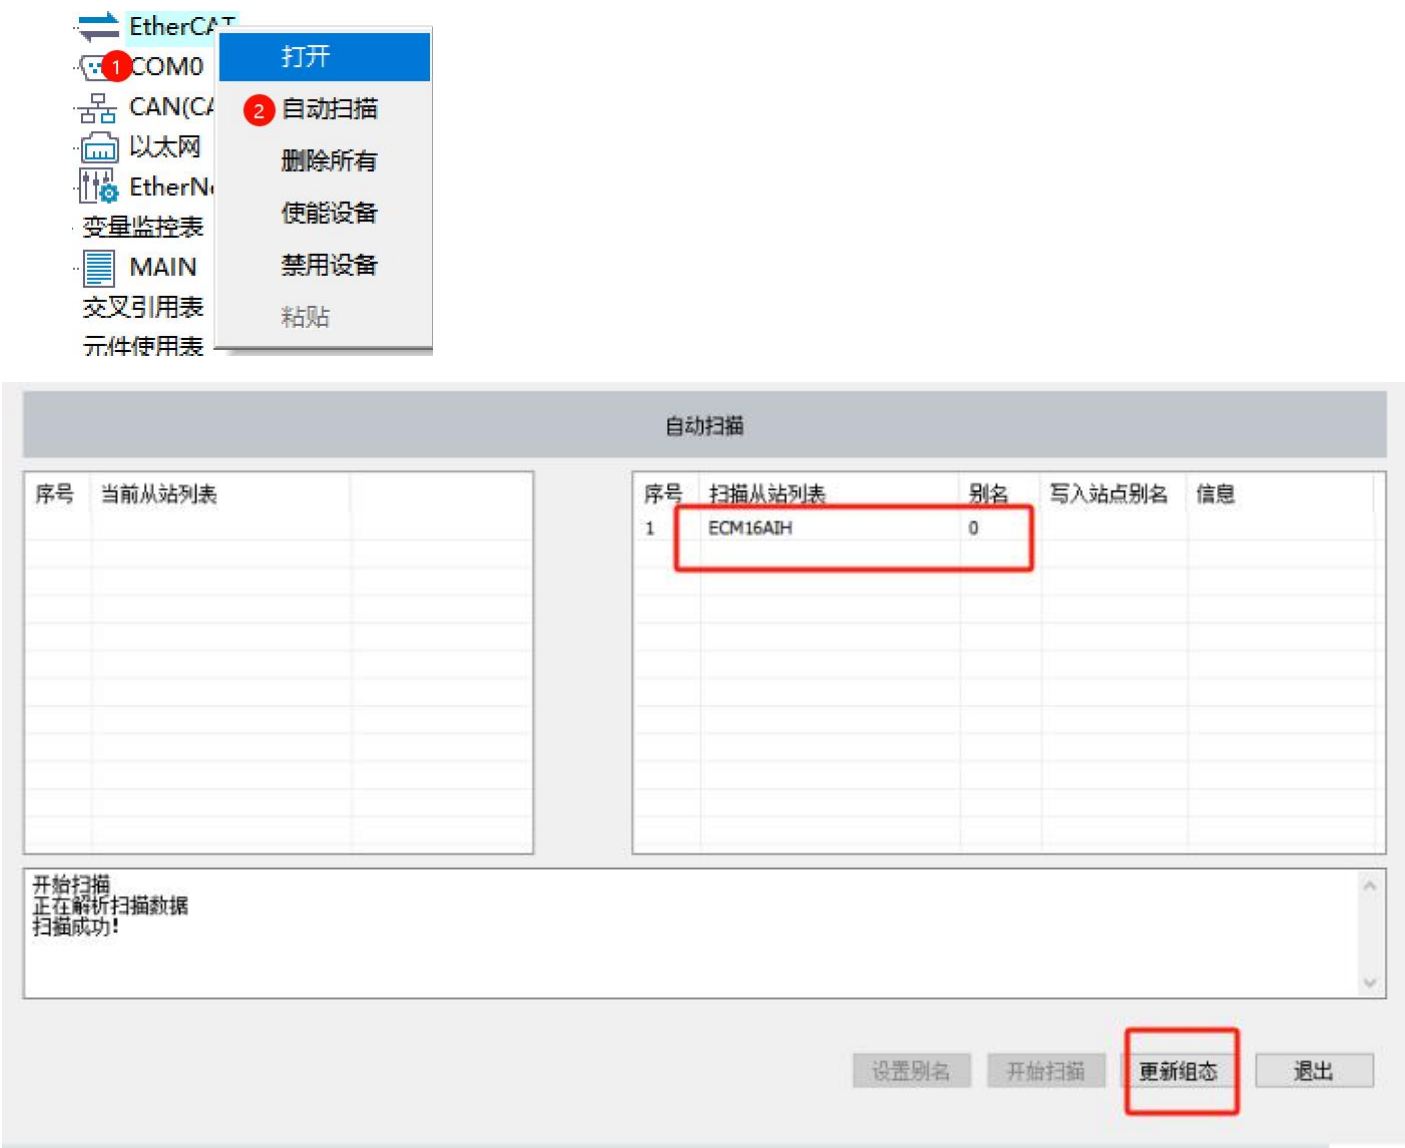 EtherCAT
打开
1
COM0
2
自动扫描
CAN(CA
以太网
删除所有
EtherN
使能设备
变量监控表
MAIN
禁用设备
交叉引用表
粘贴
元件使用表
自动扫描
序号 当前从站列表
序号 扫描从站列表 别名 写入站点别名 信息
1 ECM16AIH 0
开始扫描
正在解析扫描数据
扫描成功!
设置别名 开始扫描 更新组态 退出